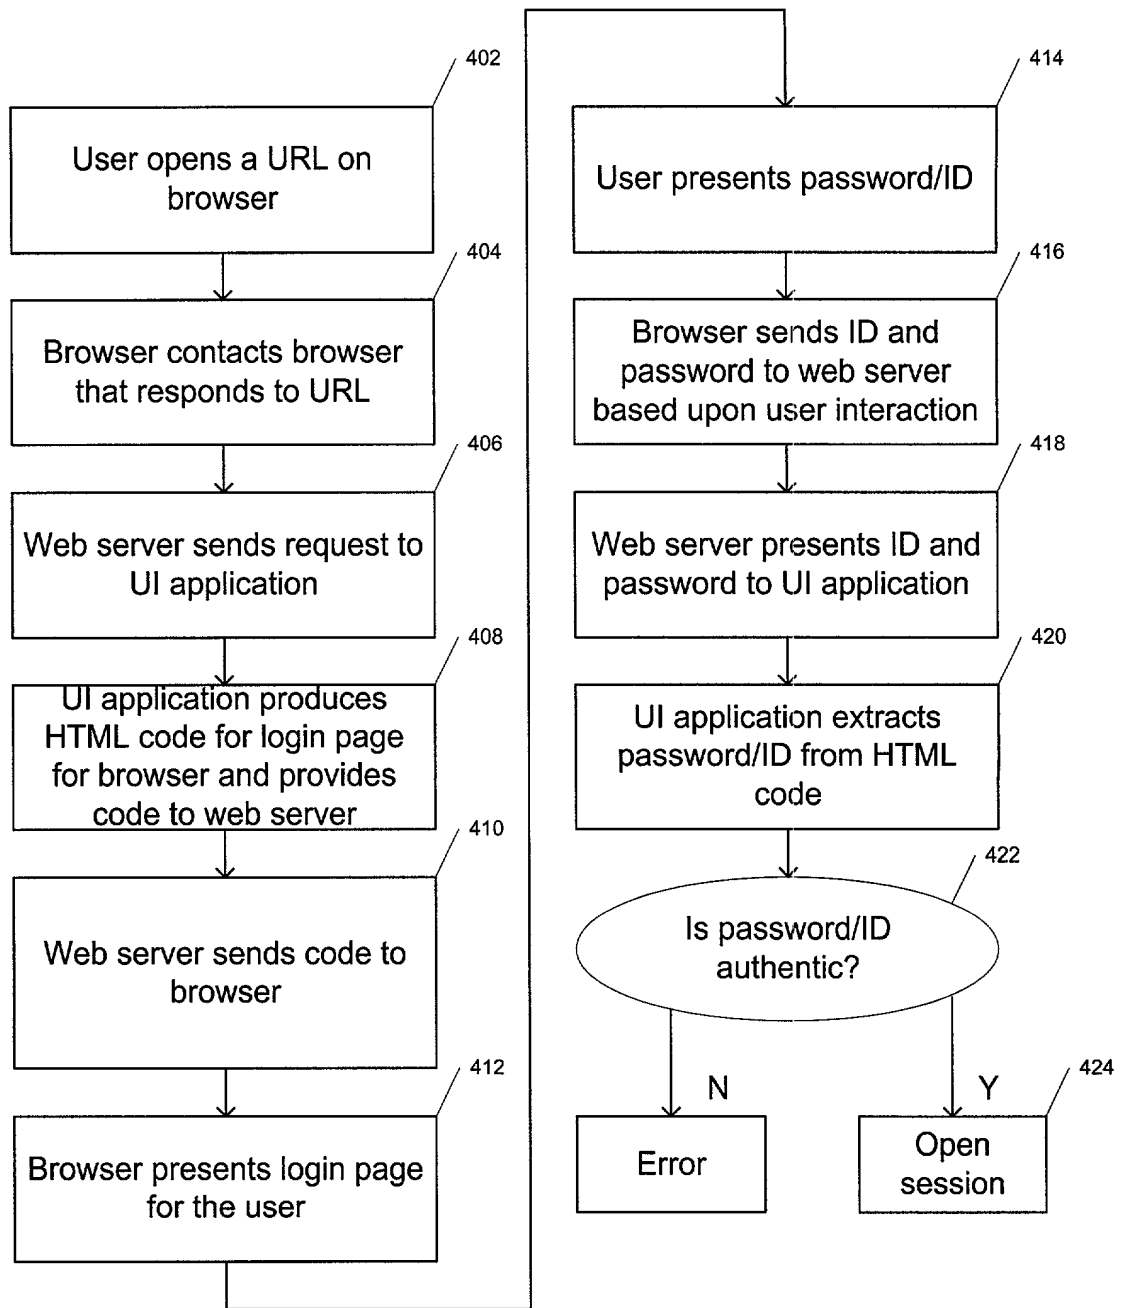 402
User opens a URL on
browser
404
Browser contacts browser
that responds to URL
406
Web server sends request to
UI application
408
UI application produces
HTML code for login page
for browser and provides
code to web server
410
Web server sends code to
browser
412
Browser presents login page
for the user
414
User presents password/ID
416
Browser sends ID and
password to web server
based upon user interaction
418
Web server presents ID and
password to UI application
420
UI application extracts
password/ID from HTML
code
422
Is password/ID
authentic?
N
Y
424
Error
Open
session